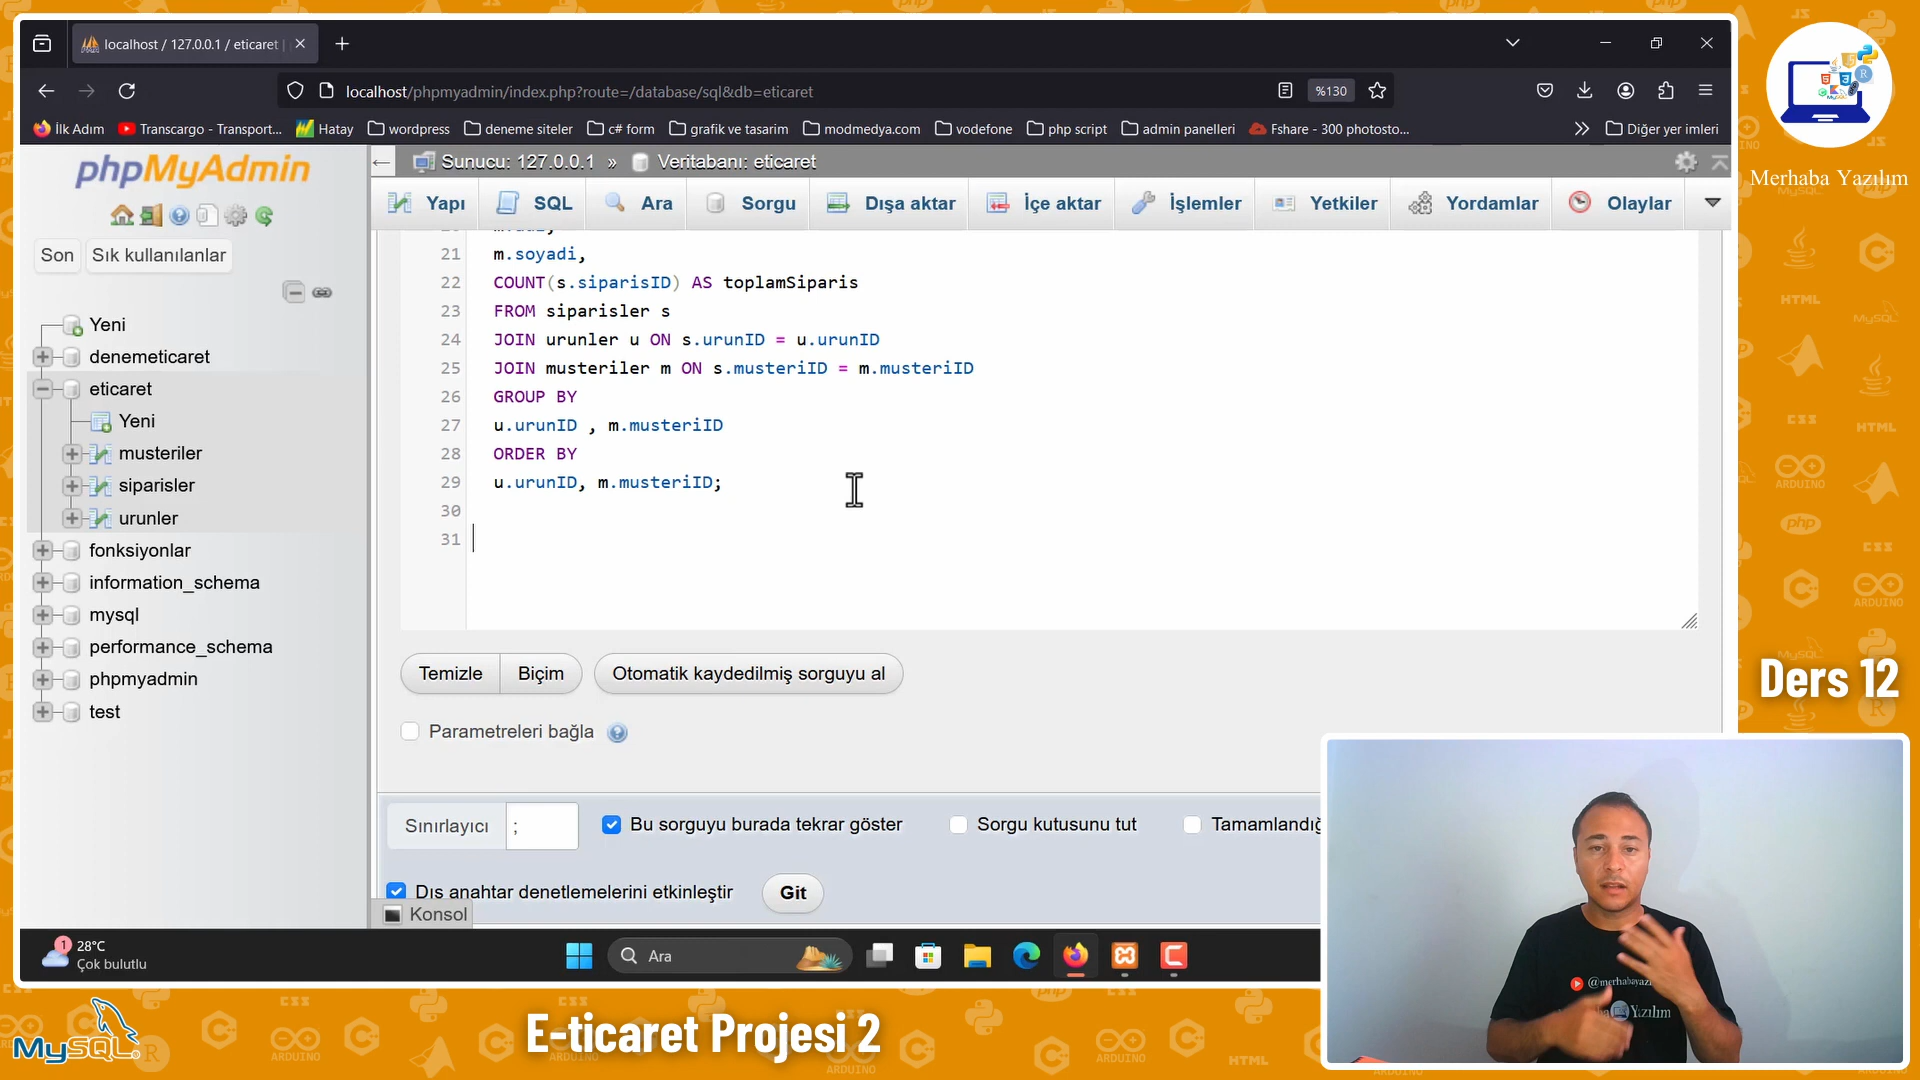 localhost / 127.0.0.1 / eticaret |
localhost/phpmyadmin/index.php?route=/database/sql&db=eticaret
%130
İlk Adım
Transcargo - Transport...
Hatay
wordpress
deneme siteler
c# form
grafik ve tasarim
modmedya.com
vodefone
php script
admin panelleri
Fshare - 300 photosto...
Diğer yer imleri
phpMyAdmin
Son
Sık kullanılanlar
Yeni
denemeticaret
eticaret
Yeni
musteriler
siparisler
urunler
fonksiyonlar
information_schema
mysql
performance_schema
phpmyadmin
test
Sunucu: 127.0.0.1 » Veritabanı: eticaret
Yapı
SQL
Ara
Sorgu
Dışa aktar
İçe aktar
İşlemler
Yetkiler
Yordamlar
Olaylar
21 m.soyadi,
22 COUNT(s.siparisID) AS toplamSiparis
23 FROM siparisler s
24 JOIN urunler u ON s.urunID = u.urunID
25 JOIN musteriler m ON s.musteriID = m.musteriID
26 GROUP BY
27 u.urunID , m.musteriID
28 ORDER BY
29 u.urunID, m.musteriID;
30
31
Temizle
Biçim
Otomatik kaydedilmiş sorguyu al
Parametreleri bağla
Sınırlayıcı
;
Bu sorguyu burada tekrar göster
Sorgu kutusunu tut
Tamamlandığ
Dış anahtar denetlemelerini etkinleştir
Git
Konsol
1
28°C
Çok bulutlu
Ara
Merhaba Yazılım
Ders 12
@merhabayazı
Yazılım
MySQL
E-ticaret Projesi 2